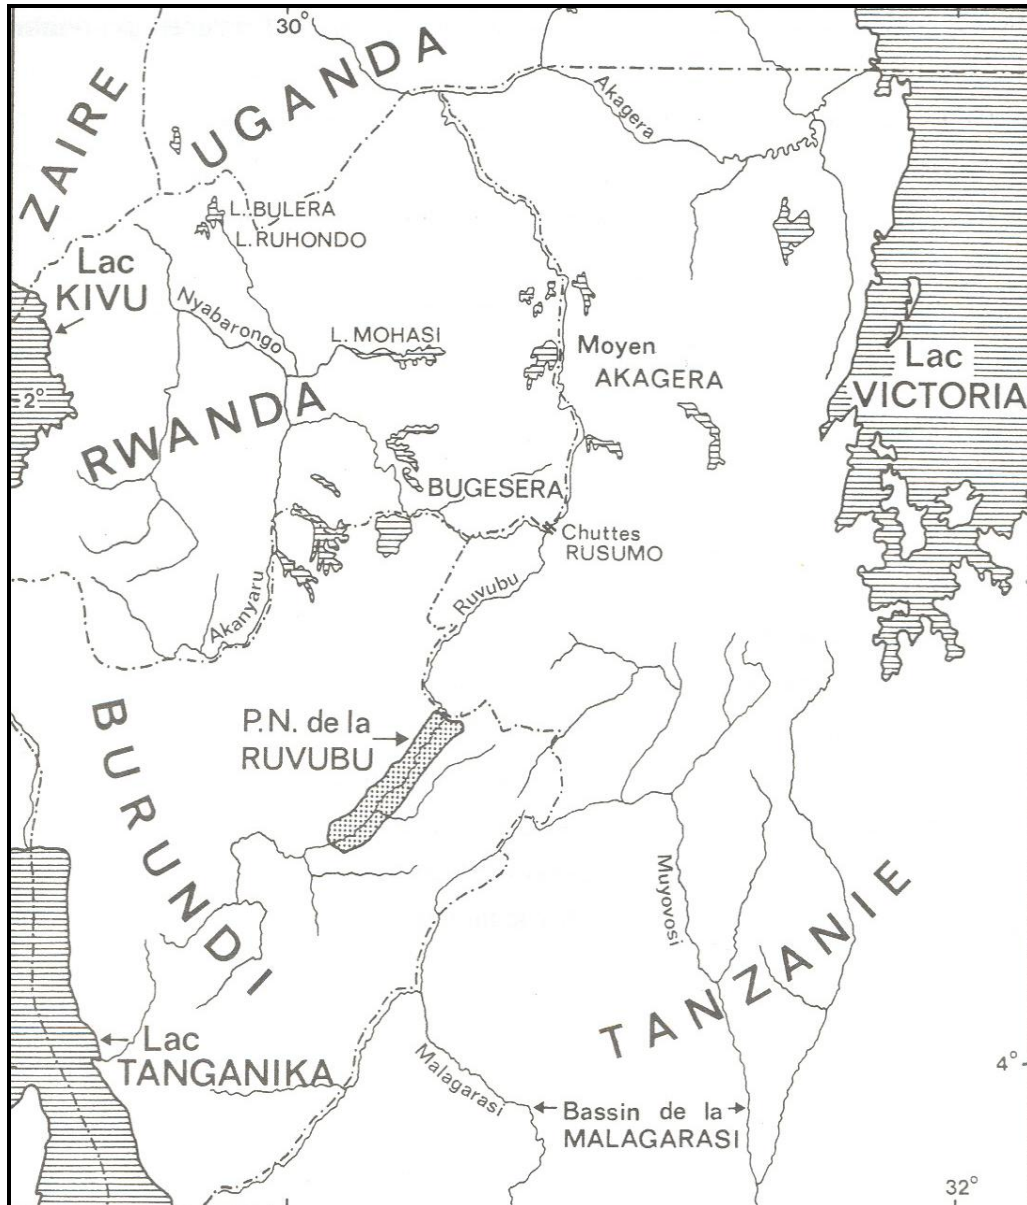 30°
UGANDA
ZAIRE
Akagera
L. BULERA
L. RUHONDO
Lac
KIVU
Nyabarongo
L. MOHASI
Moyen
AKAGERA
Lac
VICTORIA
2°
RWANDA
BUGESERA
Chuttes
RUSUMO
Ruvubu
Akanyaru
P.N. de la
RUVUBU
BURUNDI
Muyovosi
TANZANIE
Lac
TANGANIKA
Malagarasi
4°
Bassin de la
MALAGARASI
32°